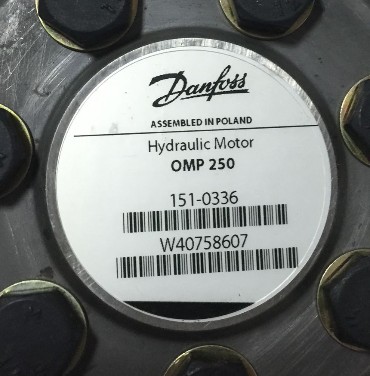 Danfoss
ASSEMBLED IN POLAND
Hydraulic Motor
OMP 250
151-0336
W40758607